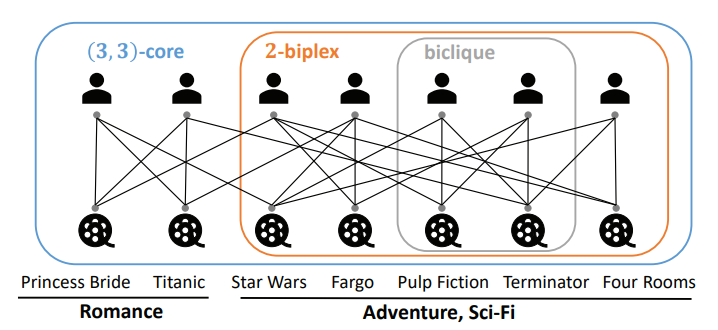 (3, 3)-core 2-biplex biclique
Princess Bride Titanic Star Wars Fargo Pulp Fiction Terminator Four Rooms
Romance Adventure, Sci-Fi